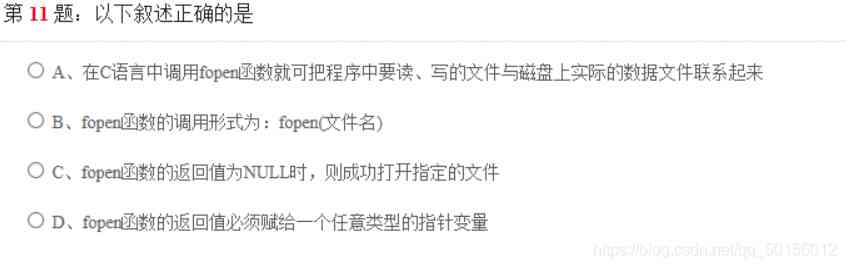 第 11 题：以下叙述正确的是
A、在C语言中调用fopen函数就可把程序中要读、写的文件与磁盘上实际的数据文件联系起来
B、fopen函数的调用形式为：fopen(文件名)
C、fopen函数的返回值为NULL时，则成功打开指定的文件
D、fopen函数的返回值必须赋给一个任意类型的指针变量
https://blog.csdn.net/qq_50156012